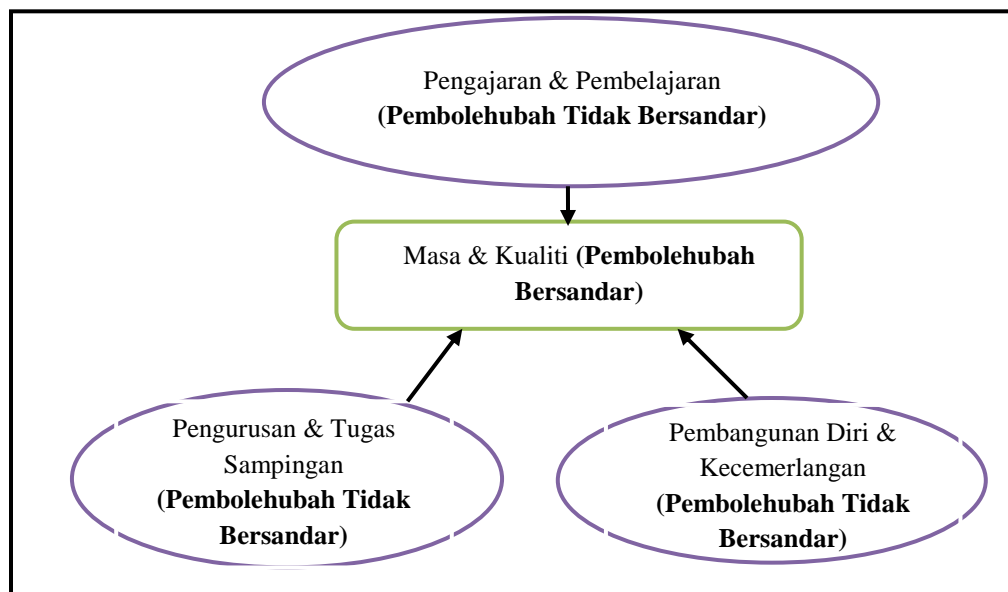 Pengajaran & Pembelajaran
(Pembolehubah Tidak Bersandar)
Masa & Kualiti (Pembolehubah
Bersandar)
Pengurusan & Tugas
Sampingan
(Pembolehubah Tidak
Bersandar)
Pembangunan Diri &
Kecemerlangan
(Pembolehubah Tidak
Bersandar)